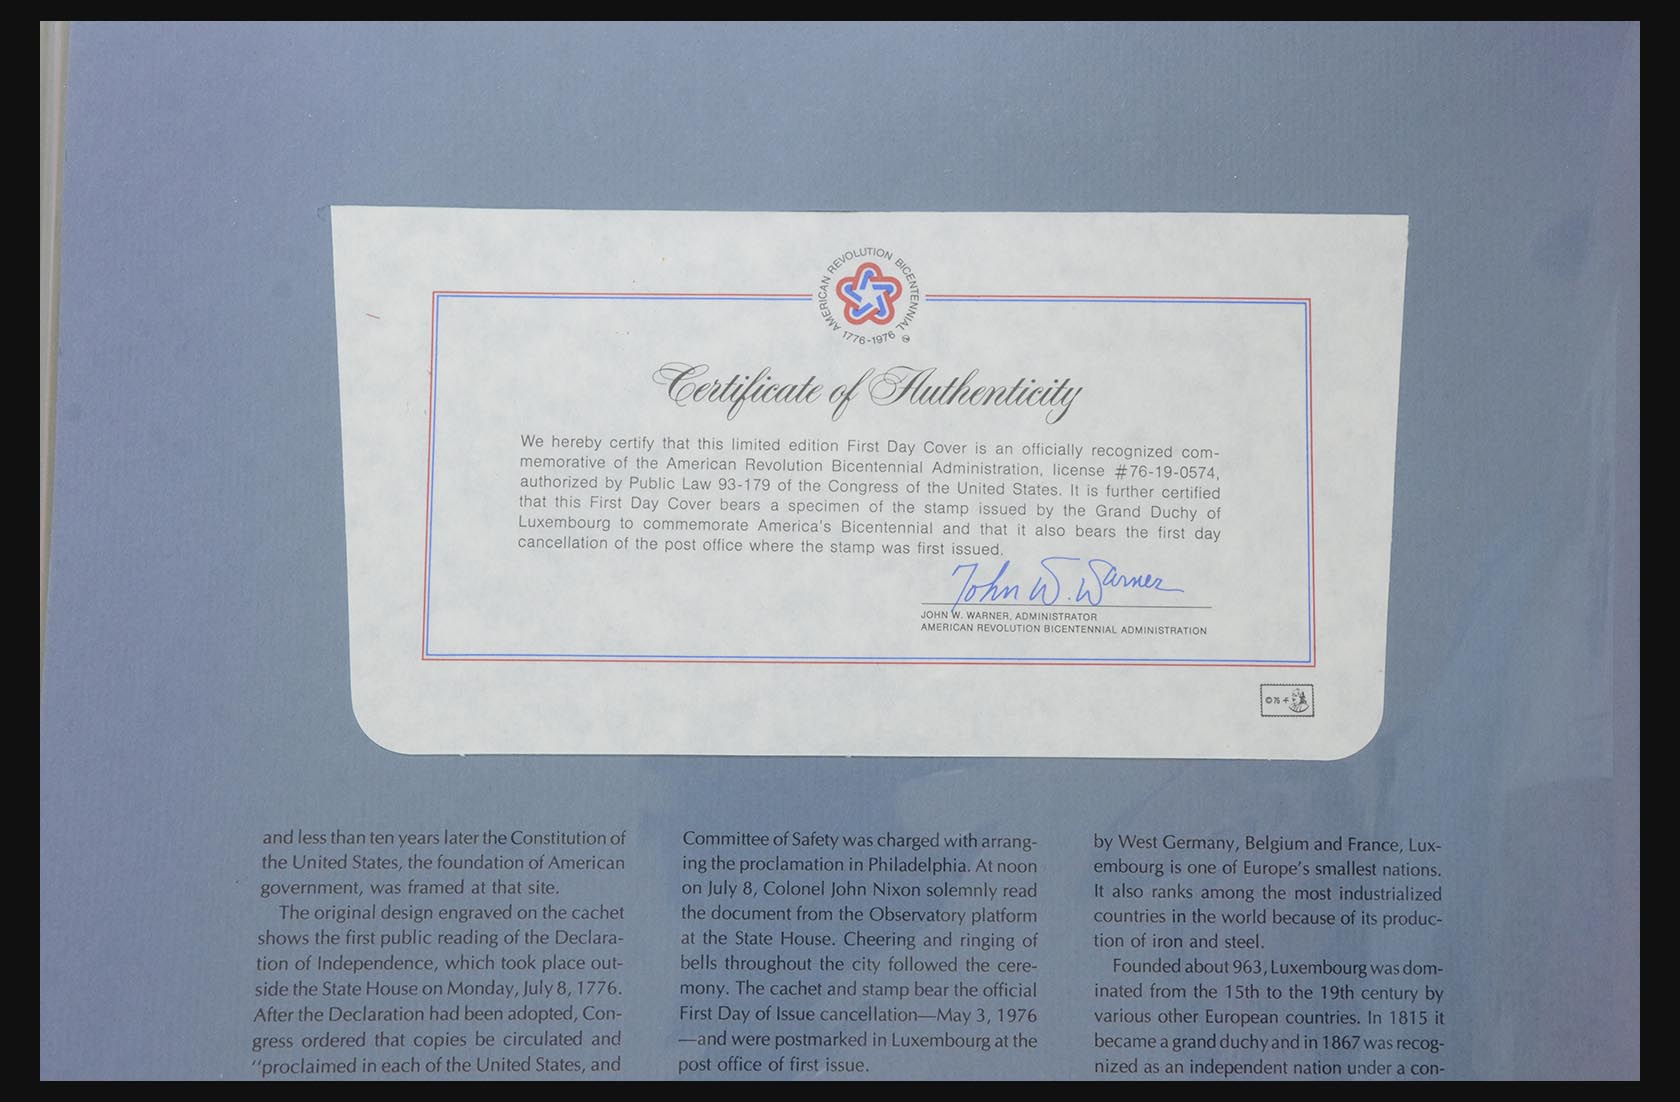 AMERICAN REVOLUTION BICENTENNIAL
1776-1976
Certificate of Authenticity
We hereby certify that this limited edition First Day Cover is an officially recognized com-
memorative of the American Revolution Bicentennial Administration, license #76-19-0574,
authorized by Public Law 93-179 of the Congress of the United States. It is further certified
that this First Day Cover bears a specimen of the stamp issued by the Grand Duchy of
Luxembourg to commemorate America's Bicentennial and that it also bears the first day
cancellation of the post office where the stamp was first issued.
John W. Warner
JOHN W. WARNER, ADMINISTRATOR
AMERICAN REVOLUTION BICENTENNIAL ADMINISTRATION
©76
and less than ten years later the Constitution of
the United States, the foundation of American
government, was framed at that site.
The original design engraved on the cachet
shows the first public reading of the Declara-
tion of Independence, which took place out-
side the State House on Monday, July 8, 1776.
After the Declaration had been adopted, Con-
gress ordered that copies be circulated and
“proclaimed in each of the United States, and
Committee of Safety was charged with arrang-
ing the proclamation in Philadelphia. At noon
on July 8, Colonel John Nixon solemnly read
the document from the Observatory platform
at the State House. Cheering and ringing of
bells throughout the city followed the cere-
mony. The cachet and stamp bear the official
First Day of Issue cancellation—May 3, 1976
—and were postmarked in Luxembourg at the
post office of first issue.
by West Germany, Belgium and France, Lux-
embourg is one of Europe's smallest nations.
It also ranks among the most industrialized
countries in the world because of its produc-
tion of iron and steel.
Founded about 963, Luxembourg was dom-
inated from the 15th to the 19th century by
various other European countries. In 1815 it
became a grand duchy and in 1867 was recog-
nized as an independent nation under a con-